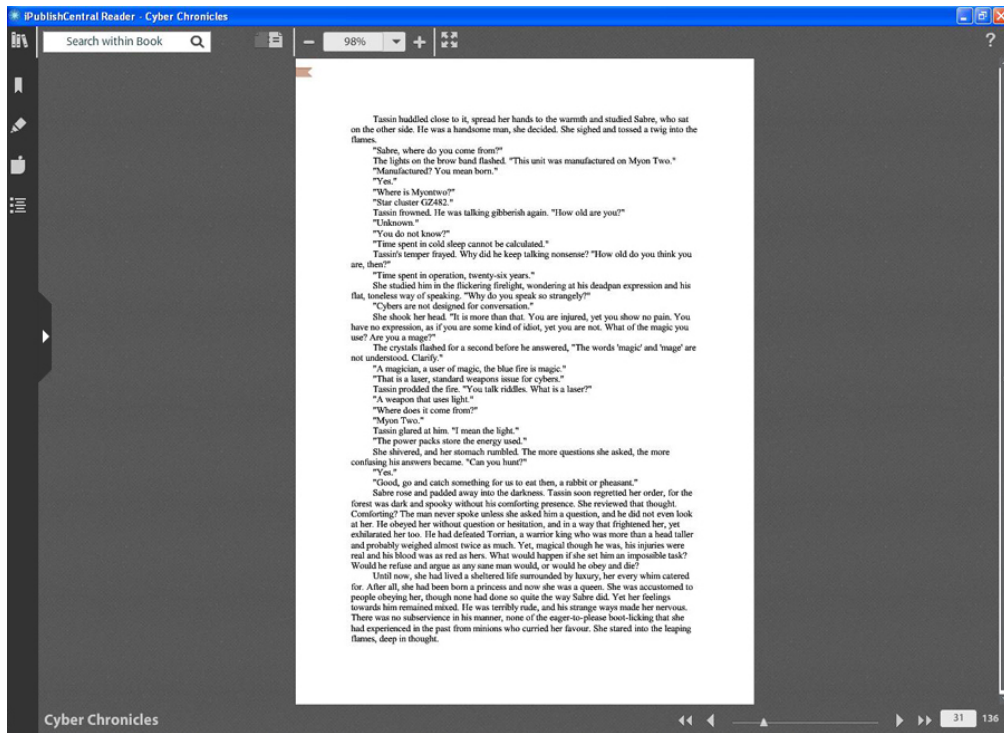 iPublishCentral Reader - Cyber Chronicles
Search within Book
98%
?
Tassin huddled close to it, spread her hands to the warmth and studied Sabre, who sat
on the other side. He was a handsome man, she decided. She sighed and tossed a twig into the
flames.
"Sabre, where do you come from?"
The lights on the brow band flashed. "This unit was manufactured on Myon Two."
"Manufactured? You mean born."
"Yes."
"Where is Myontwo?"
"Star cluster GZ482."
Tassin frowned. He was talking gibberish again. "How old are you?"
"Unknown."
"You do not know?"
"Time spent in cold sleep cannot be calculated."
Tassin's temper frayed. Why did he keep talking nonsense? "How old do you think you
are, then?"
"Time spent in operation, twenty-six years."
She studied him in the flickering firelight, wondering at his deadpan expression and his
flat, toneless way of speaking. "Why do you speak so strangely?"
"Cybers are not designed for conversation."
She shook her head. "It is more than that. You are injured, yet you show no pain. You
have no expression, as if you are some kind of idiot, yet you are not. What of the magic you
use? Are you a mage?"
The crystals flashed for a second before he answered, "The words 'magic' and 'mage' are
not understood. Clarify."
"A magician, a user of magic, the blue fire is magic."
"That is a laser, standard weapons issue for cybers."
Tassin prodded the fire. "You talk riddles. What is a laser?"
"A weapon that uses light."
"Where does it come from?"
"Myon Two."
Tassin glared at him. "I mean the light."
"The power packs store the energy used."
She shivered, and her stomach rumbled. The more questions she asked, the more
confusing his answers became. "Can you hunt?"
"Yes."
"Good, go and catch something for us to eat then, a rabbit or pheasant."
Sabre rose and padded away into the darkness. Tassin soon regretted her order, for the
forest was dark and spooky without his comforting presence. She reviewed that thought.
Comforting? The man never spoke unless she asked him a question, and he did not even look
at her. He obeyed her without question or hesitation, and in a way that frightened her, yet
exhilarated her too. He had defeated Torrian, a warrior king who was more than a head taller
and probably weighed almost twice as much. Yet, magical though he was, his injuries were
real and his blood was as red as hers. What would happen if she set him an impossible task?
Would he refuse and argue as any sane man would, or would he obey and die?
Until now, she had lived a sheltered life surrounded by luxury, her every whim catered
for. After all, she had been born a princess and now she was a queen. She was accustomed to
people obeying her, though none had done so quite the way Sabre did. Yet her feelings
towards him remained mixed. He was terribly rude, and his strange ways made her nervous.
There was no subservience in his manner, none of the eager-to-please boot-licking that she
had experienced in the past from minions who curried her favour. She stared into the leaping
flames, deep in thought.
Cyber Chronicles
31
136